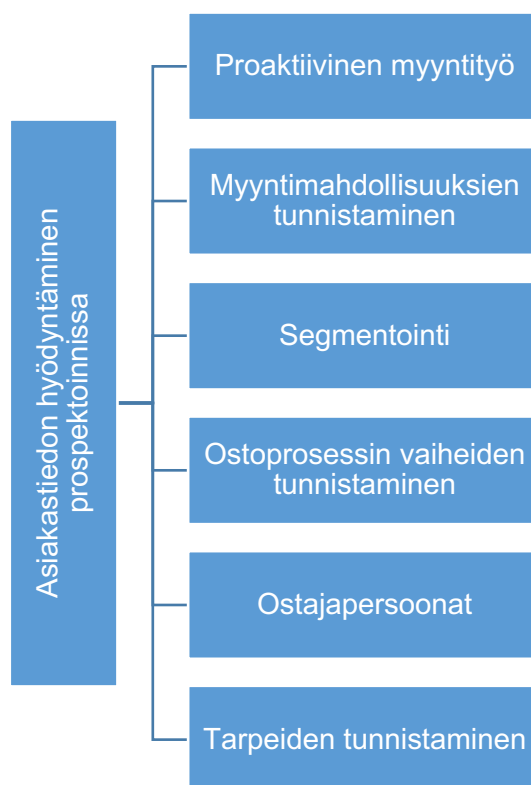 Asiakastiedon hyödyntäminen
prospektoinnissa
Proaktiivinen myyntityö
Myyntimahdollisuuksien
tunnistaminen
Segmentointi
Ostoprosessin vaiheiden
tunnistaminen
Ostajapersoonat
Tarpeiden tunnistaminen